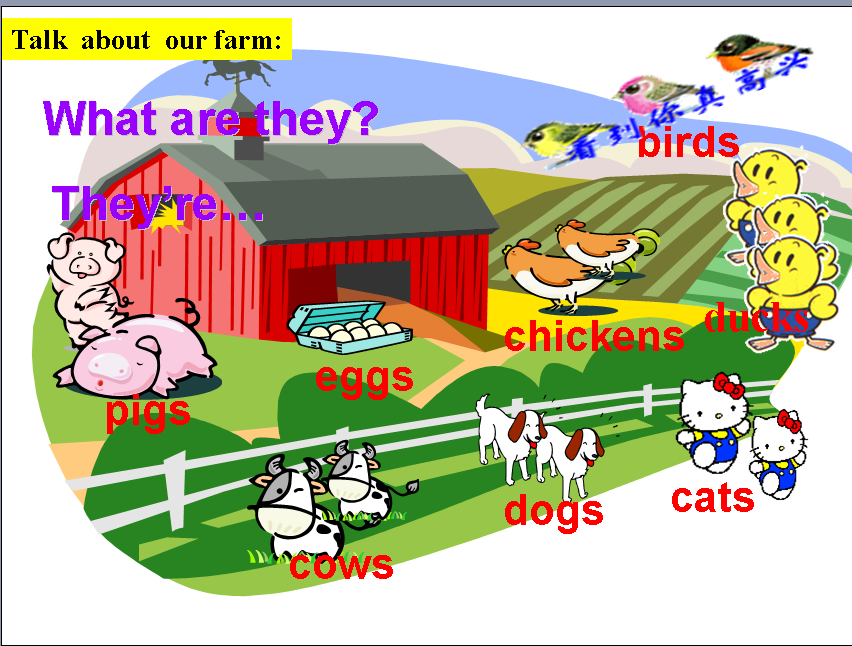 Talk about our farm:
What are they?
They're...
看到你真高兴
birds
ducks
chickens
eggs
pigs
cats
dogs
cows